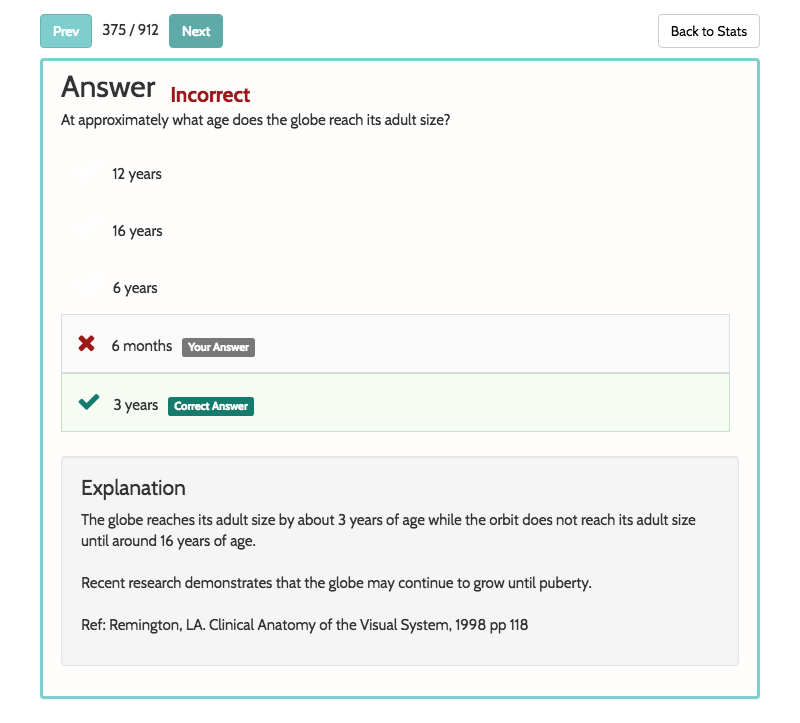 Prev 375 / 912 Next Back to Stats
Answer Incorrect
At approximately what age does the globe reach its adult size?
12 years
16 years
6 years
6 months Your Answer
3 years Correct Answer
Explanation
The globe reaches its adult size by about 3 years of age while the orbit does not reach its adult size
until around 16 years of age.
Recent research demonstrates that the globe may continue to grow until puberty.
Ref: Remington, LA. Clinical Anatomy of the Visual System, 1998 pp 118